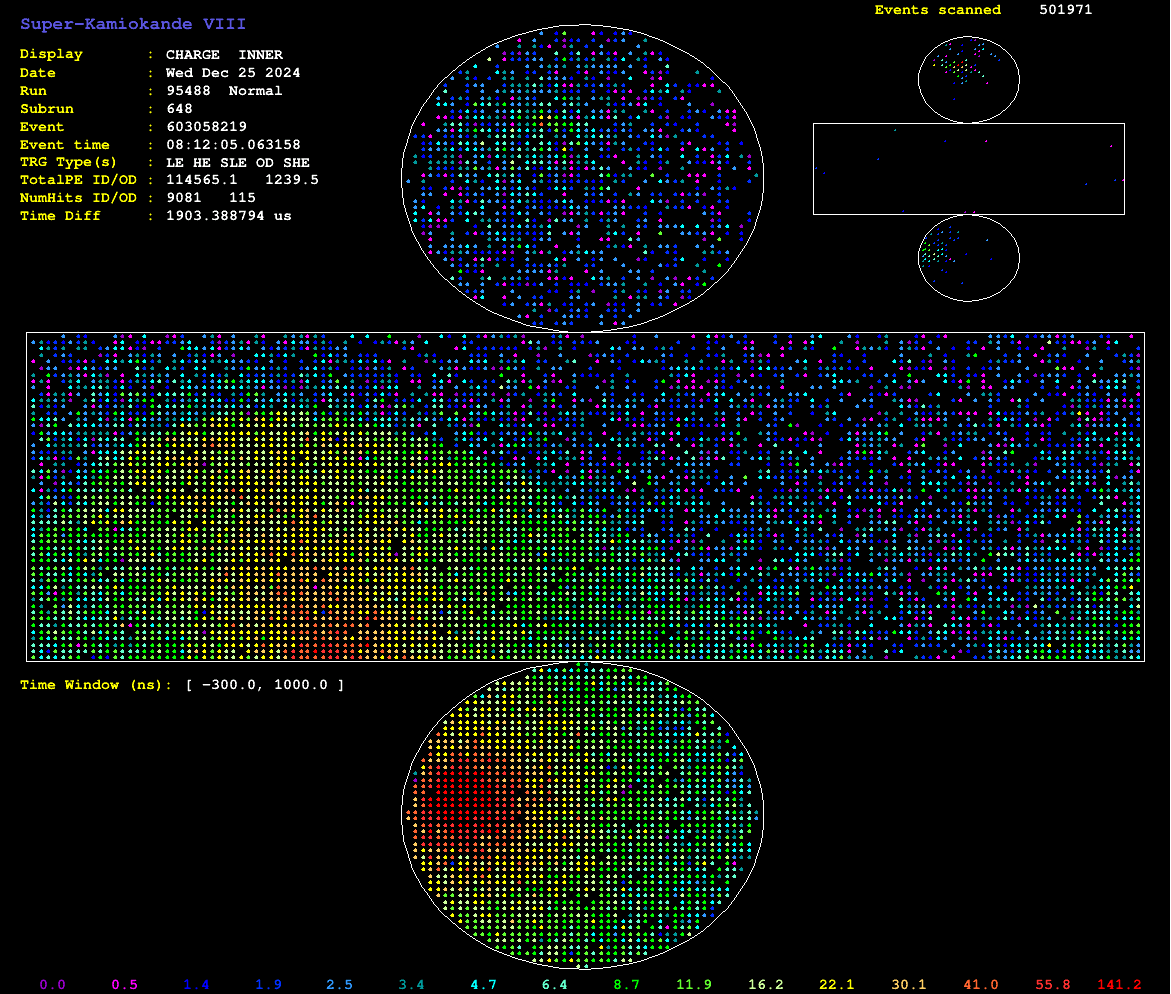 Super-Kamiokande VIII
Events scanned 501971
Display : CHARGE INNER
Date : Wed Dec 25 2024
Run : 95488 Normal
Subrun : 648
Event : 603058219
Event time : 08:12:05.063158
TRG Type(s) : LE HE SLE OD SHE
TotalPE ID/OD : 114565.1 1239.5
NumHits ID/OD : 9081 115
Time Diff : 1903.388794 us
Time Window (ns): [ −300.0, 1000.0 ]
0.0 0.5 1.4 1.9 2.5 3.4 4.7 6.4 8.7 11.9 16.2 22.1 30.1 41.0 55.8 141.2